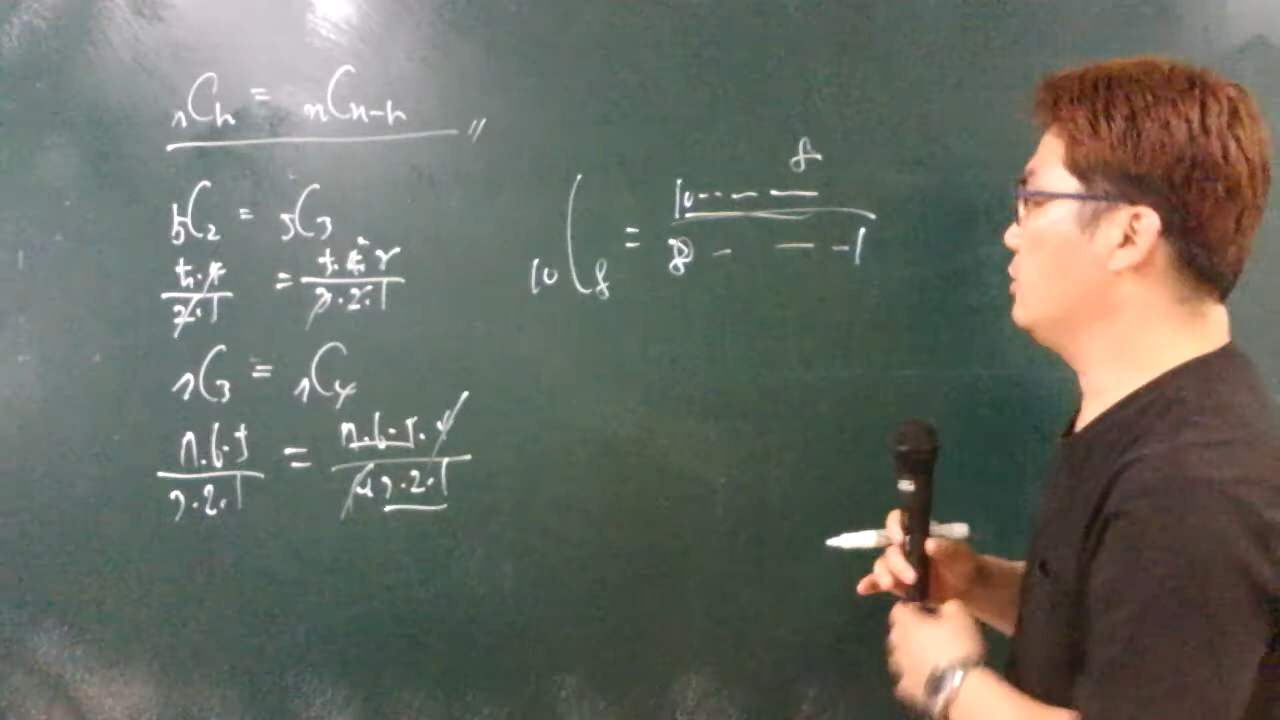 nCr = nCn-r
5C2 = 5C3
5·4/2·1 = 5·4·3/3·2·1
7C3 = 7C4
7·6·5/3·2·1 = 7·6·5·4/4·3·2·1
8
10C8 = 10 --- —/8 - — -1